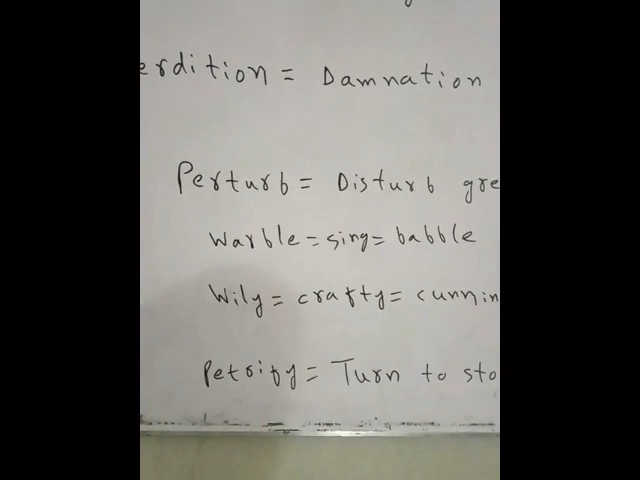 erdition = Damnation
Perturb = Disturb gre
Warble = sing = babble
Wily = crafty = cunnin
Petrify = Turn to sto